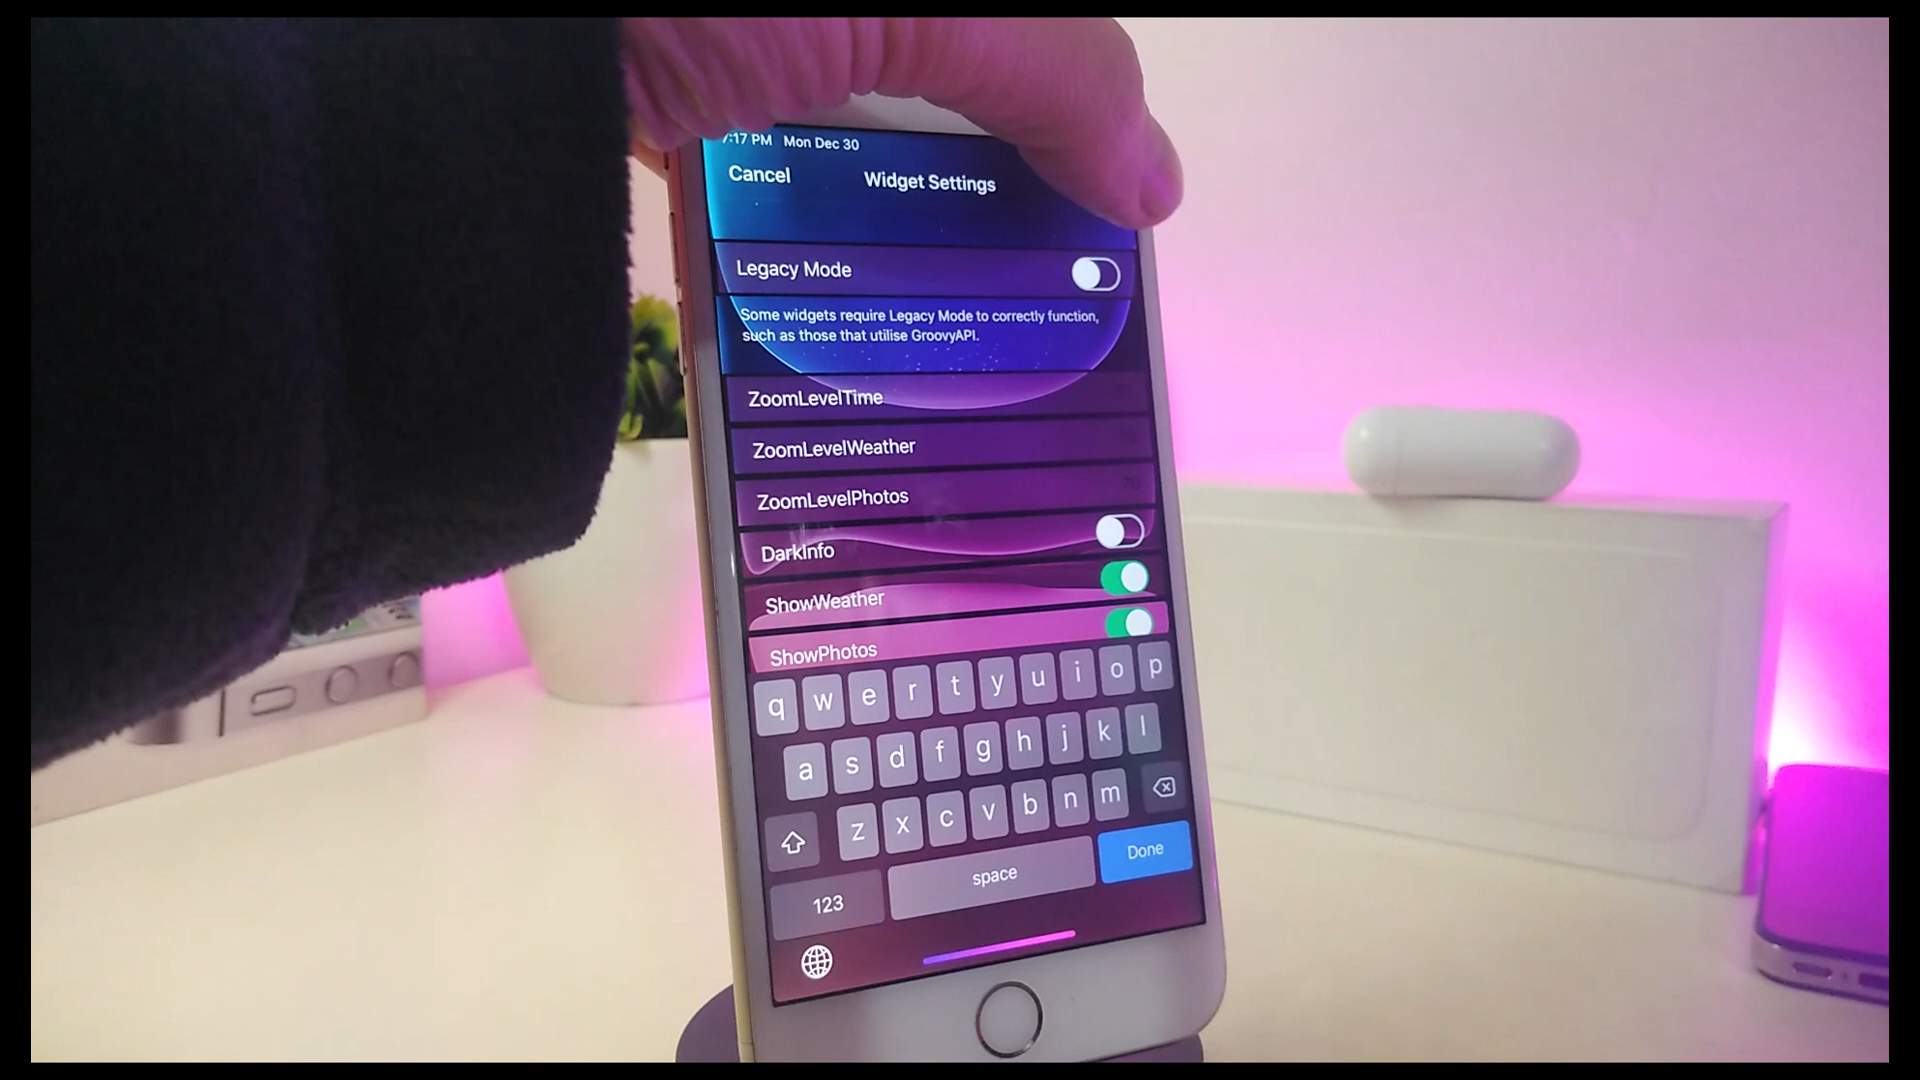 7:17 PM Mon Dec 30
Cancel Widget Settings
Legacy Mode
Some widgets require Legacy Mode to correctly function,
such as those that utilise GroovyAPI.
ZoomLevelTime
ZoomLevelWeather
ZoomLevelPhotos
DarkInfo
ShowWeather
ShowPhotos
q w e r t y u i o p
a s d f g h j k l
z x c v b n m
123 space Done